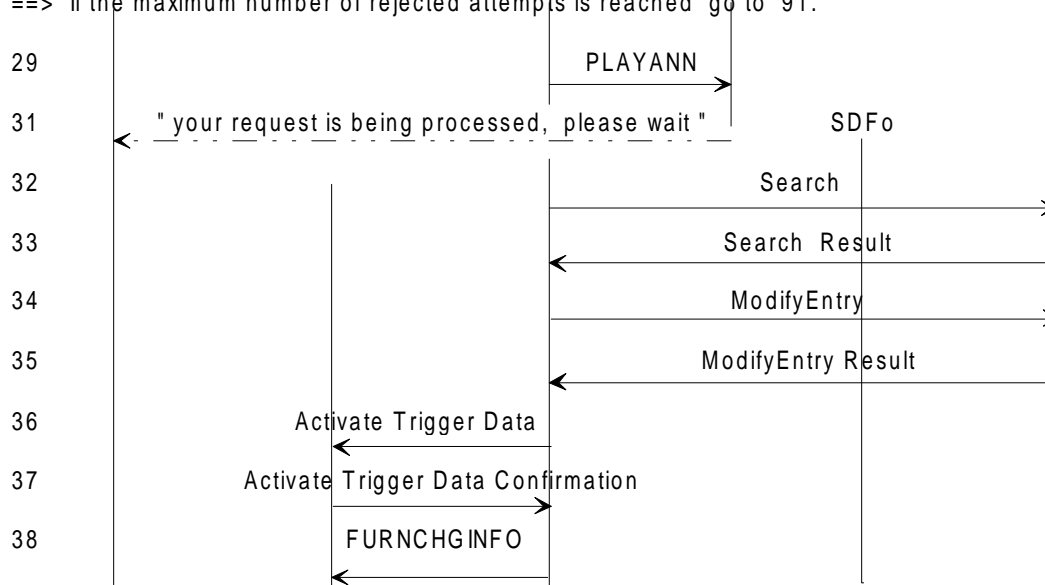 ==> If the maximum number of rejected attempts is reached go to 91.
29 PLAYANN
31 " your request is being processed, please wait " SDFo
32 Search
33 Search Result
34 ModifyEntry
35 ModifyEntry Result
36 Activate Trigger Data
37 Activate Trigger Data Confirmation
38 FURNCHGINFO